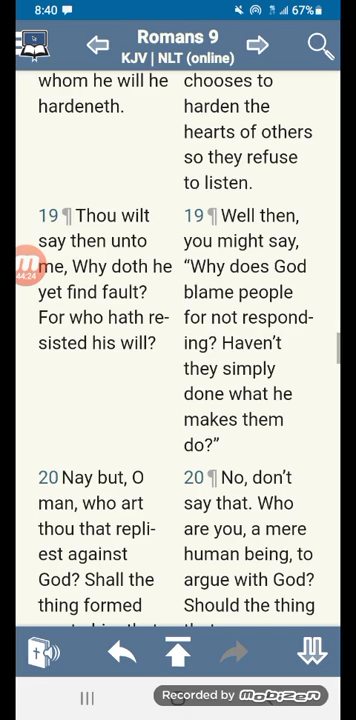 8:40
67%
Romans 9
KJV | NLT (online)
whom he will he
hardeneth.
chooses to
harden the
hearts of others
so they refuse
to listen.
19 ¶ Thou wilt
say then unto
me, Why doth he
yet find fault?
For who hath re-
sisted his will?
19 ¶ Well then,
you might say,
“Why does God
blame people
for not respond-
ing? Haven’t
they simply
done what he
makes them
do?”
44:24
20 Nay but, O
man, who art
thou that repli-
est against
God? Shall the
thing formed
20 ¶ No, don’t
say that. Who
are you, a mere
human being, to
argue with God?
Should the thing
Recorded by mobizen